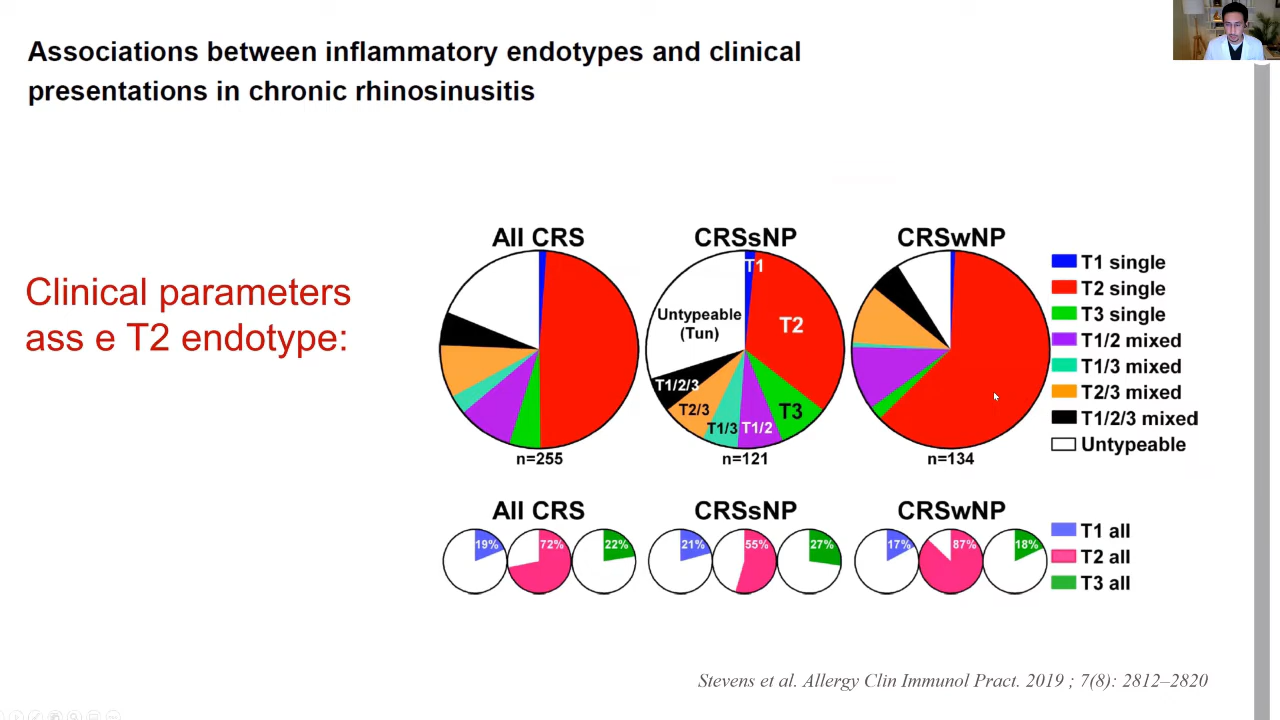 Associations between inflammatory endotypes and clinical
presentations in chronic rhinosinusitis
Clinical parameters
ass e T2 endotype:
All CRS
CRSsNP
CRSwNP
T1
Untypeable
(Tun)
T2
T1/2/3
T2/3
T1/3
T1/2
T3
n=255
n=121
n=134
T1 single
T2 single
T3 single
T1/2 mixed
T1/3 mixed
T2/3 mixed
T1/2/3 mixed
Untypeable
All CRS
CRSsNP
CRSwNP
19%
72%
22%
21%
55%
27%
17%
87%
18%
T1 all
T2 all
T3 all
Stevens et al. Allergy Clin Immunol Pract. 2019 ; 7(8): 2812–2820